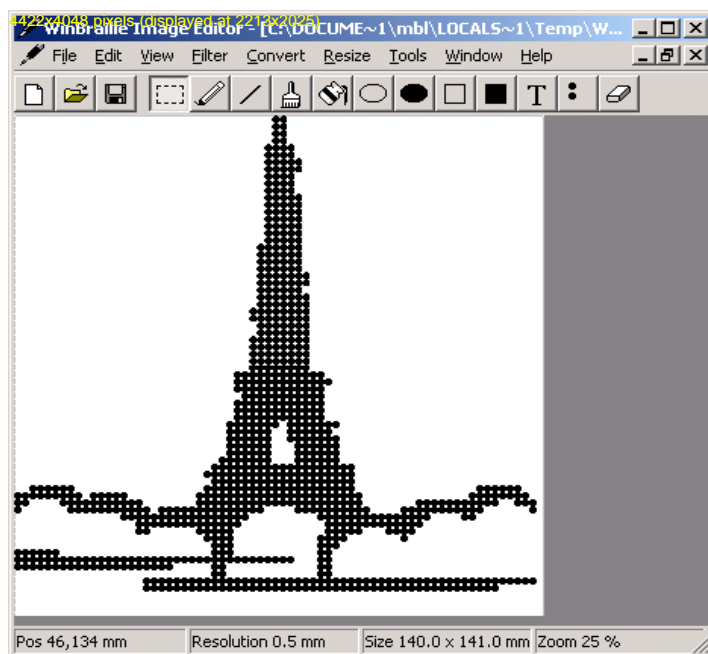 4422x4048 pixels (displayed at 2213x2025)
WinBraille Image Editor - [C:\DOCUME~1\mbl\LOCALS~1\Temp\W...
File Edit View Filter Convert Resize Tools Window Help
T
Pos 46,134 mm Resolution 0.5 mm Size 140.0 x 141.0 mm Zoom 25 %